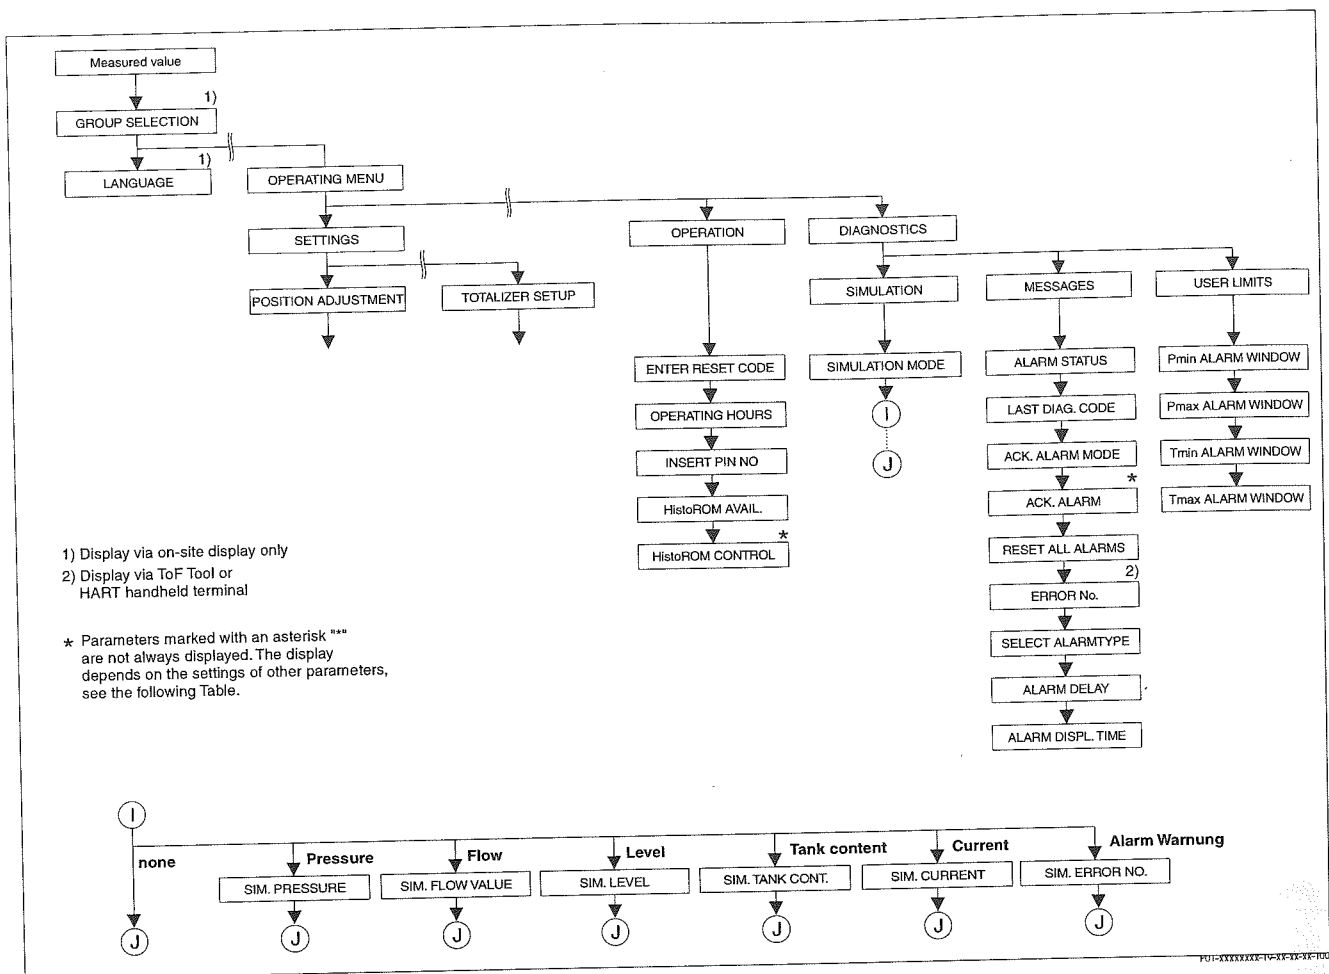 Measured value
1)
GROUP SELECTION
1)
LANGUAGE
OPERATING MENU
SETTINGS
OPERATION
DIAGNOSTICS
POSITION ADJUSTMENT
TOTALIZER SETUP
SIMULATION
MESSAGES
USER LIMITS
ENTER RESET CODE
SIMULATION MODE
ALARM STATUS
Pmin ALARM WINDOW
OPERATING HOURS
I
LAST DIAG. CODE
Pmax ALARM WINDOW
INSERT PIN NO
J
ACK. ALARM MODE
Tmin ALARM WINDOW
HistoROM AVAIL.
*
ACK. ALARM
Tmax ALARM WINDOW
*
HistoROM CONTROL
RESET ALL ALARMS
2)
ERROR No.
SELECT ALARMTYPE
ALARM DELAY
ALARM DISPL. TIME
1) Display via on-site display only
2) Display via ToF Tool or
HART handheld terminal
* Parameters marked with an asterisk "*"
are not always displayed. The display
depends on the settings of other parameters,
see the following Table.
I
none
Pressure
Flow
Level
Tank content
Current
Alarm Warnung
SIM. PRESSURE
SIM. FLOW VALUE
SIM. LEVEL
SIM. TANK CONT.
SIM. CURRENT
SIM. ERROR NO.
J
J
J
J
J
J
J